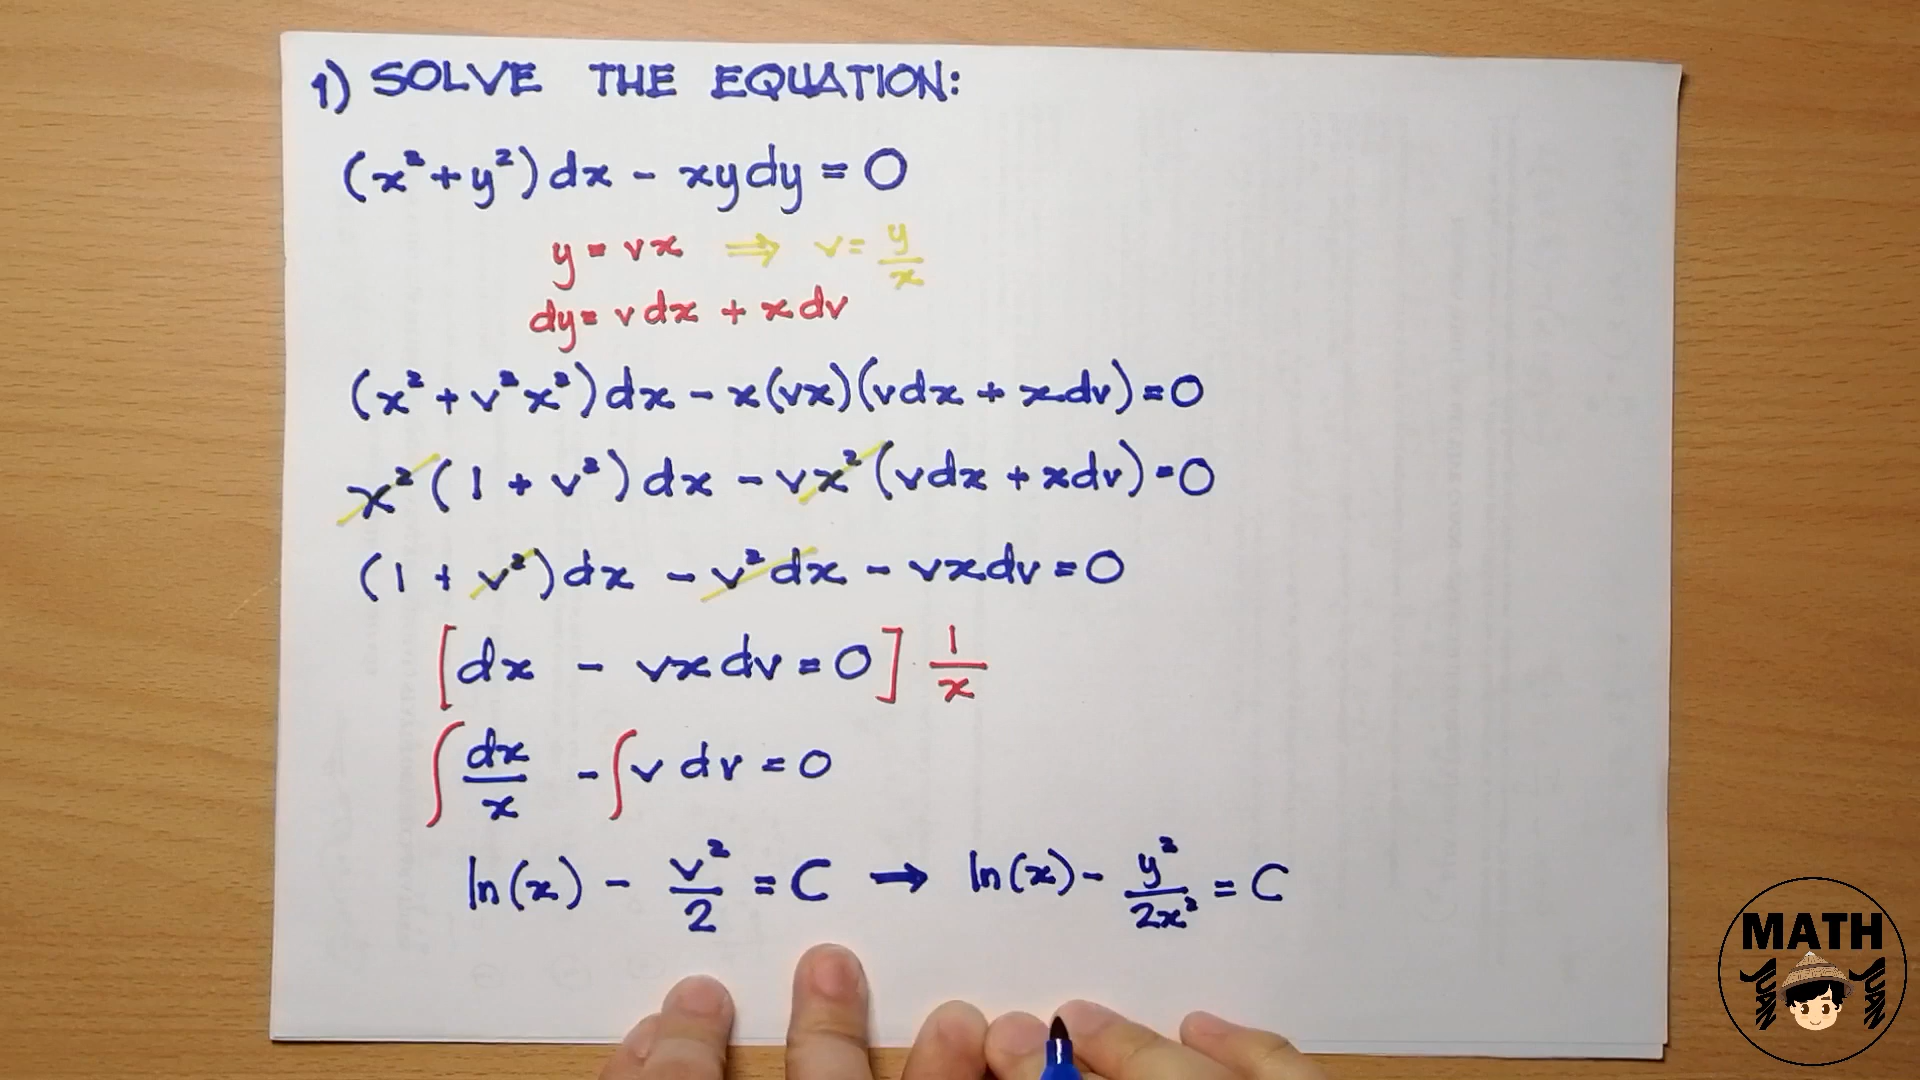 1) SOLVE THE EQUATION:
(x² + y²) dx - xy dy = 0
y = vx ⇒ v = y/x
dy = v dx + x dv
(x² + v²x²) dx - x(vx)(v dx + x dv) = 0
x² (1 + v²) dx - vx² (v dx + x dv) = 0
(1 + v²) dx - v² dx - vx dv = 0
[dx - vx dv = 0] 1/x
∫ dx/x - ∫ v dv = 0
ln(x) - v²/2 = C → ln(x) - y²/2x² = C
MATH
JUAN JUAN